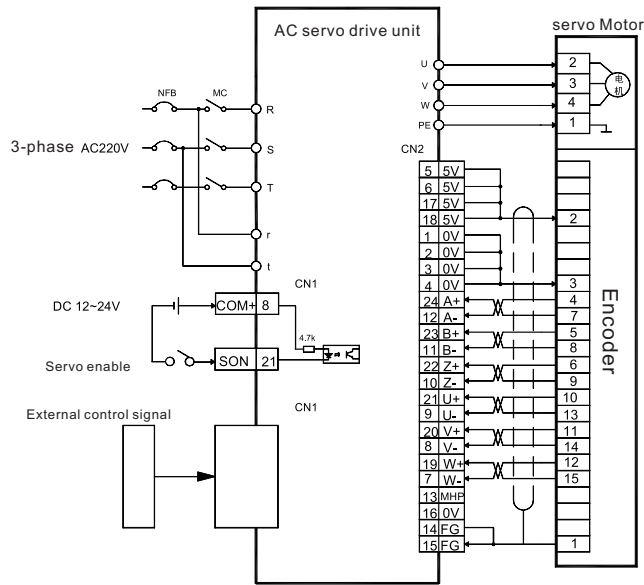 AC servo drive unit
servo Motor
U
V
W
PE
2
3
4
1
电机
NFB
MC
R
S
T
r
t
3-phase AC220V
CN2
5 5V
6 5V
17 5V
18 5V
1 0V
2 0V
3 0V
4 0V
24 A+
12 A-
23 B+
11 B-
22 Z+
10 Z-
21 U+
9 U-
20 V+
8 V-
19 W+
7 W-
13 MHP
16 0V
14 FG
15 FG
2
3
4
7
5
8
6
9
10
13
11
14
12
15
1
Encoder
CN1
DC 12~24V
COM+ 8
4.7k
SON 21
Servo enable
CN1
External control signal